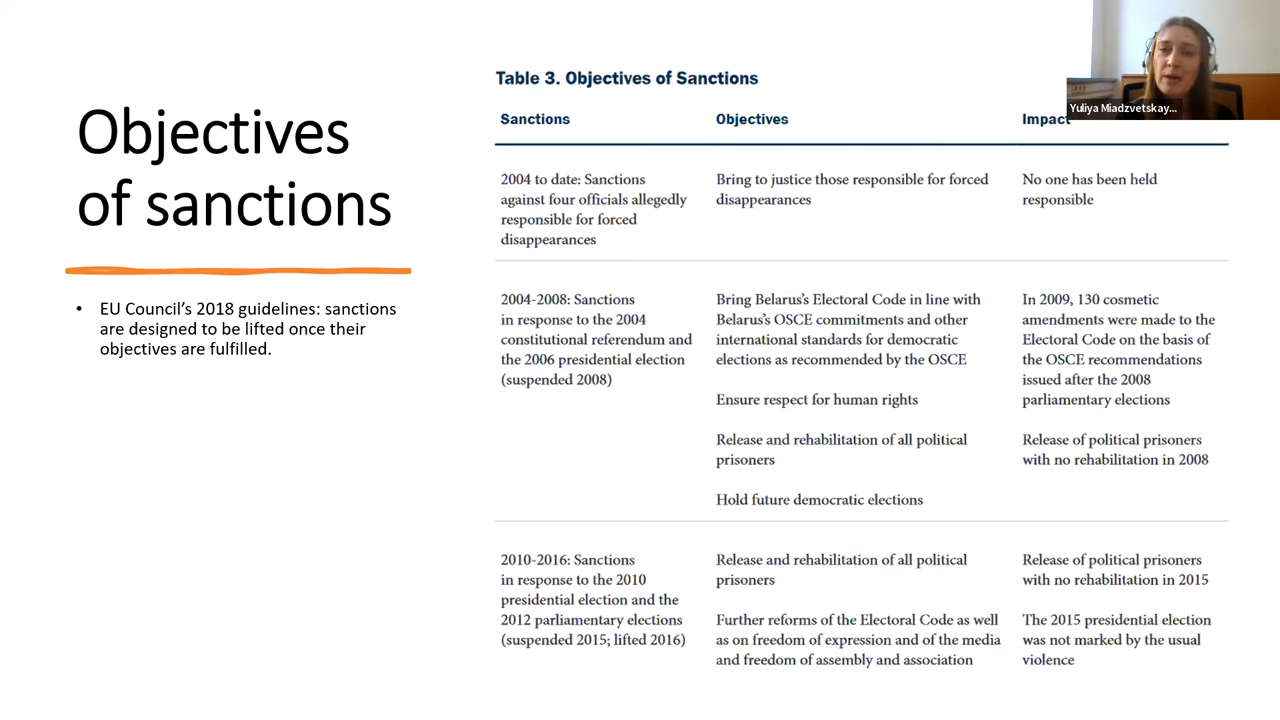 Objectives
of sanctions
• EU Council's 2018 guidelines: sanctions
are designed to be lifted once their
objectives are fulfilled.
Table 3. Objectives of Sanctions
Sanctions Objectives Impact
2004 to date: Sanctions
against four officials allegedly
responsible for forced
disappearances
Bring to justice those responsible for forced
disappearances
No one has been held
responsible
2004-2008: Sanctions
in response to the 2004
constitutional referendum and
the 2006 presidential election
(suspended 2008)
Bring Belarus's Electoral Code in line with
Belarus's OSCE commitments and other
international standards for democratic
elections as recommended by the OSCE
Ensure respect for human rights
Release and rehabilitation of all political
prisoners
Hold future democratic elections
In 2009, 130 cosmetic
amendments were made to the
Electoral Code on the basis of
the OSCE recommendations
issued after the 2008
parliamentary elections
Release of political prisoners
with no rehabilitation in 2008
2010-2016: Sanctions
in response to the 2010
presidential election and the
2012 parliamentary elections
(suspended 2015; lifted 2016)
Release and rehabilitation of all political
prisoners
Further reforms of the Electoral Code as well
as on freedom of expression and of the media
and freedom of assembly and association
Release of political prisoners
with no rehabilitation in 2015
The 2015 presidential election
was not marked by the usual
violence
Yuliya Miadzvetskay...